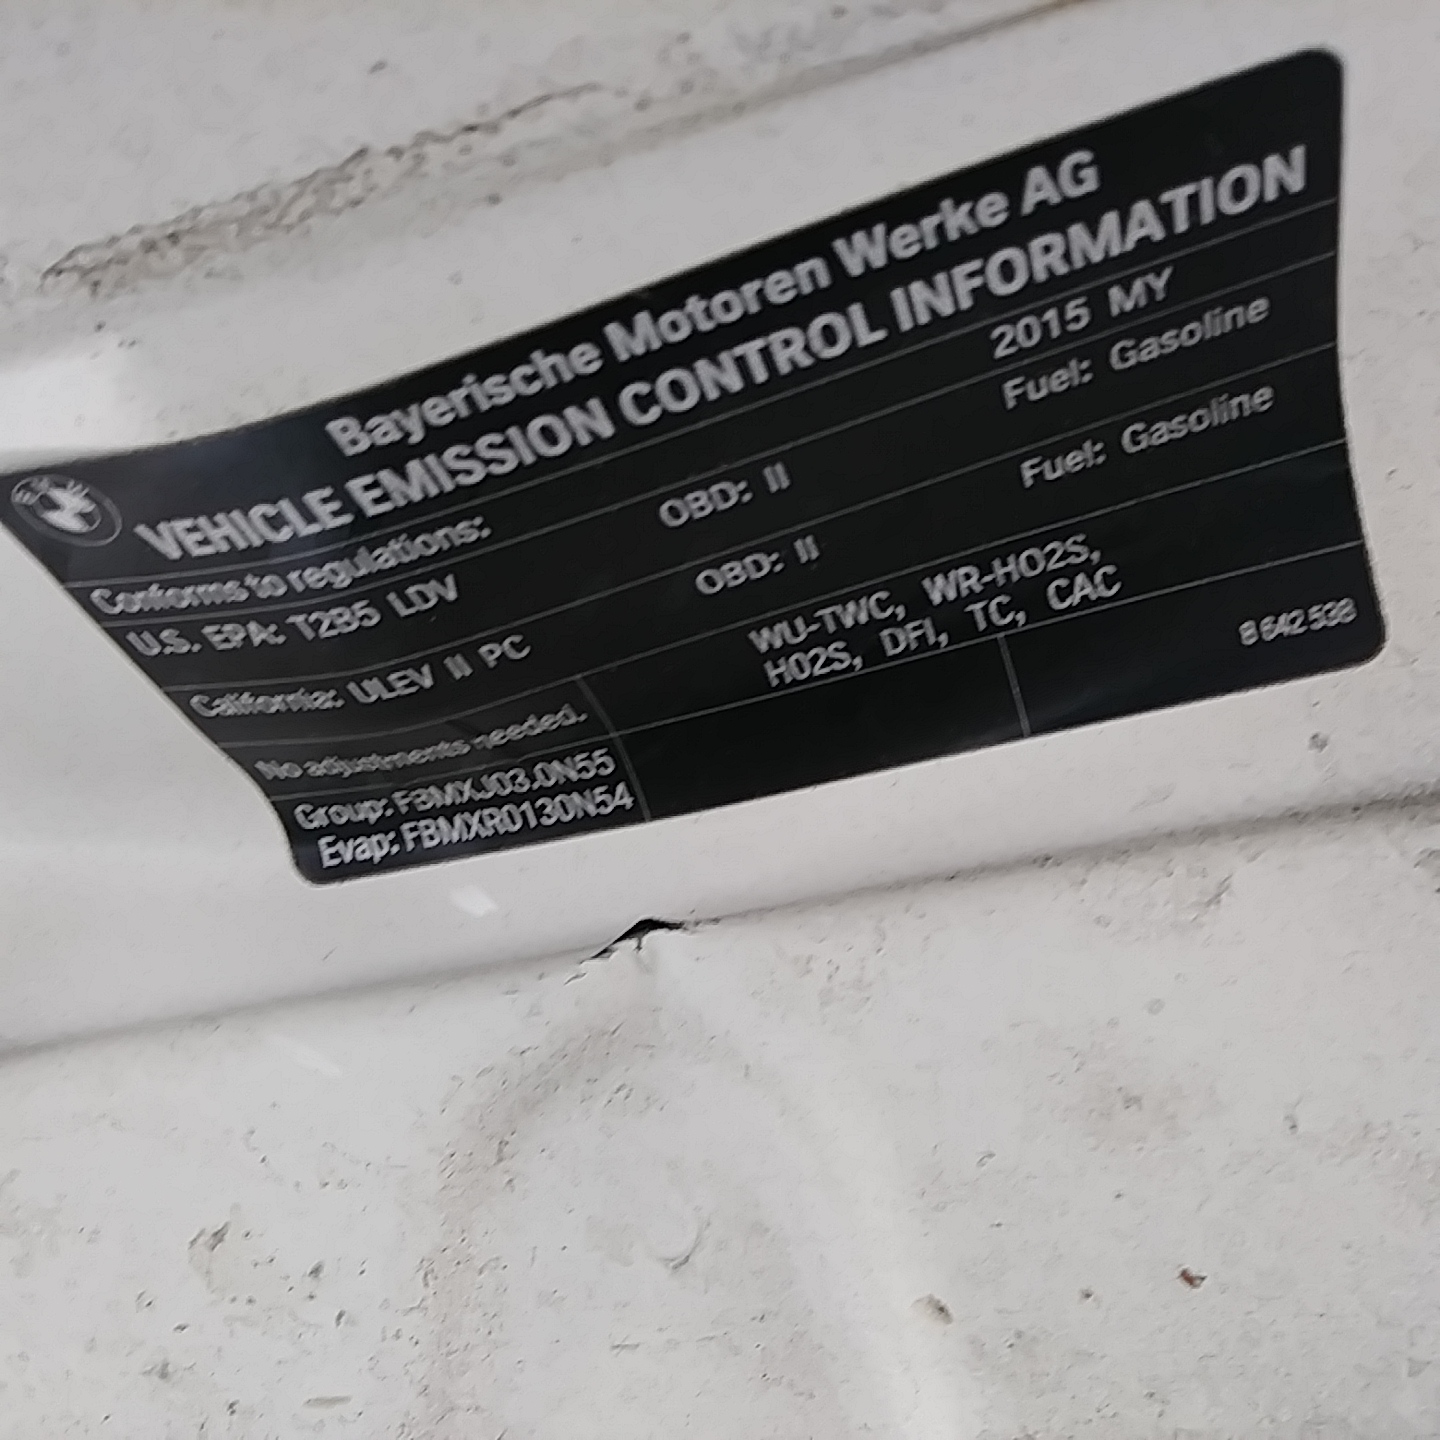 Bayerische Motoren Werke AG
VEHICLE EMISSION CONTROL INFORMATION
Conforms to regulations: 2015 MY
U.S. EPA: T2B5 LDV OBD: II Fuel: Gasoline
California: ULEV II PC OBD: II Fuel: Gasoline
No adjustments needed.
WU-TWC, WR-HO2S,
HO2S, DFI, TC, CAC
Group: FBMXJ03.0N55
Evap: FBMXR0130N54
8 642 538